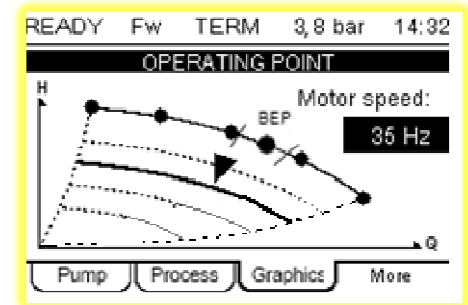 READY Fw TERM 3,8 bar 14:32
OPERATING POINT
H
Motor speed:
BEP
35 Hz
Q
Pump Process Graphics More